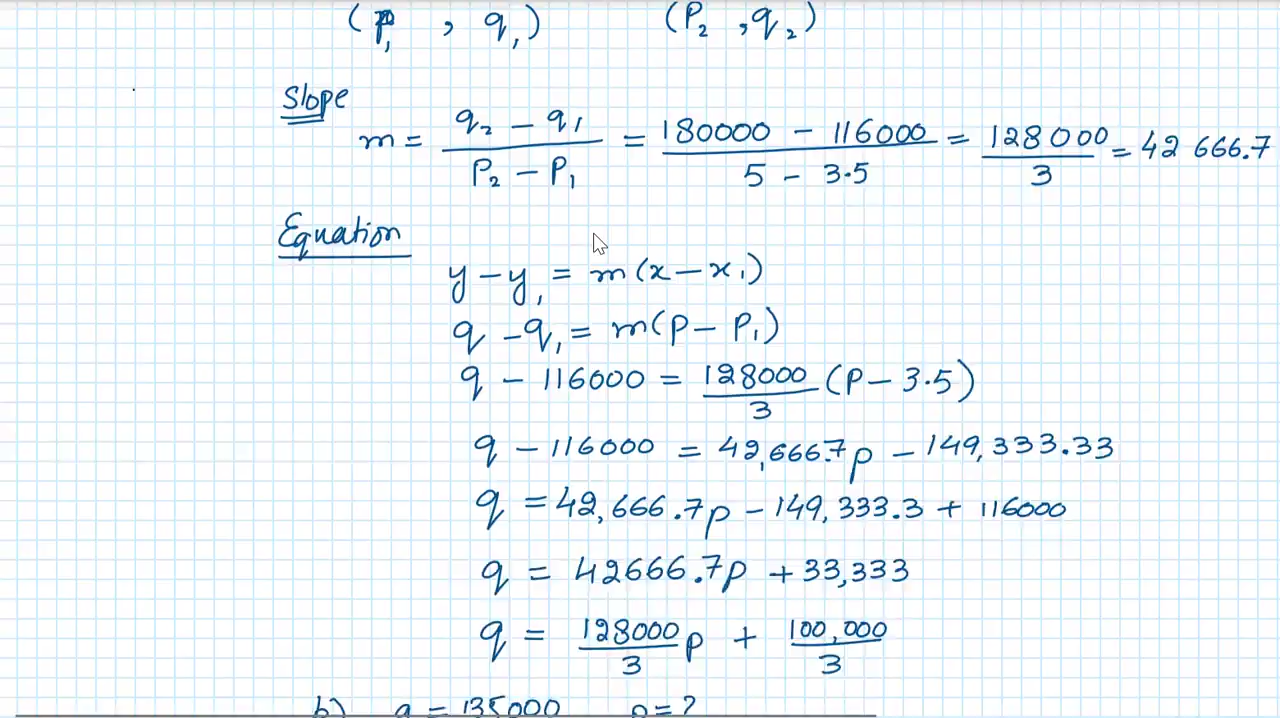 (p₁ , q₁) (P₂ , q₂)
Slope
m = (q₂ - q₁)/(P₂ - P₁) = (180000 - 116000)/(5 - 3.5) = 128000/3 = 42 666.7
Equation
y - y₁ = m(x - x₁)
q - q₁ = m(P - P₁)
q - 116000 = 128000/3 (P - 3.5)
q - 116000 = 42,666.7p - 149,333.33
q = 42,666.7p - 149,333.3 + 116000
q = 42666.7p + 33,333
q = 128000/3 p + 100,000/3
b) q = 135000 p = ?